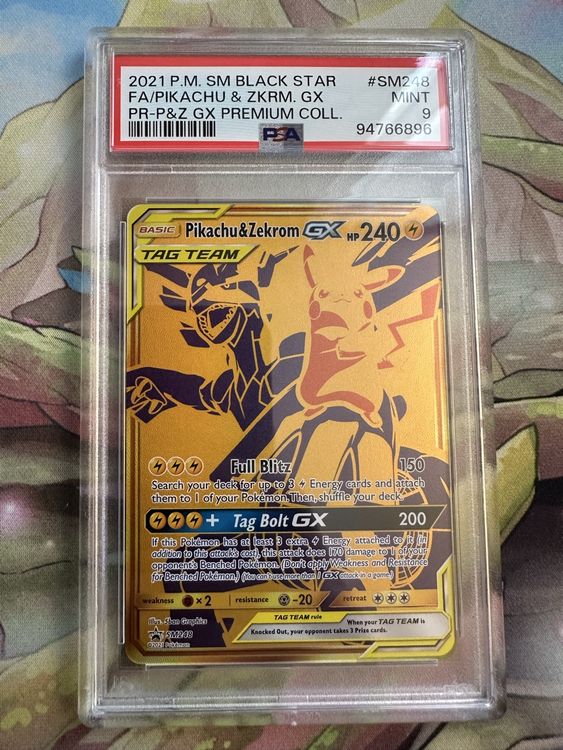 2021 P.M. SM BLACK STAR #SM248
FA/PIKACHU & ZKRM. GX MINT
PR-P&Z GX PREMIUM COLL. 9
PSA 94766896
BASIC Pikachu&Zekrom GX HP 240
TAG TEAM
Full Blitz 150
Search your deck for up to 3 Energy cards and attach
them to 1 of your Pokémon. Then, shuffle your deck.
+ Tag Bolt GX 200
If this Pokémon has at least 3 extra Energy attached to it (in
addition to this attack's cost), this attack does 170 damage to 1 of your
opponent's Benched Pokémon. (Don't apply Weakness and Resistance
for Benched Pokémon.) (You can't use more than 1 GX attack in a game.)
weakness × 2 resistance -20 retreat
TAG TEAM rule
When your TAG TEAM is
Knocked Out, your opponent takes 3 Prize cards.
Illus. 5ban Graphics
SM248
©2021 Pokémon